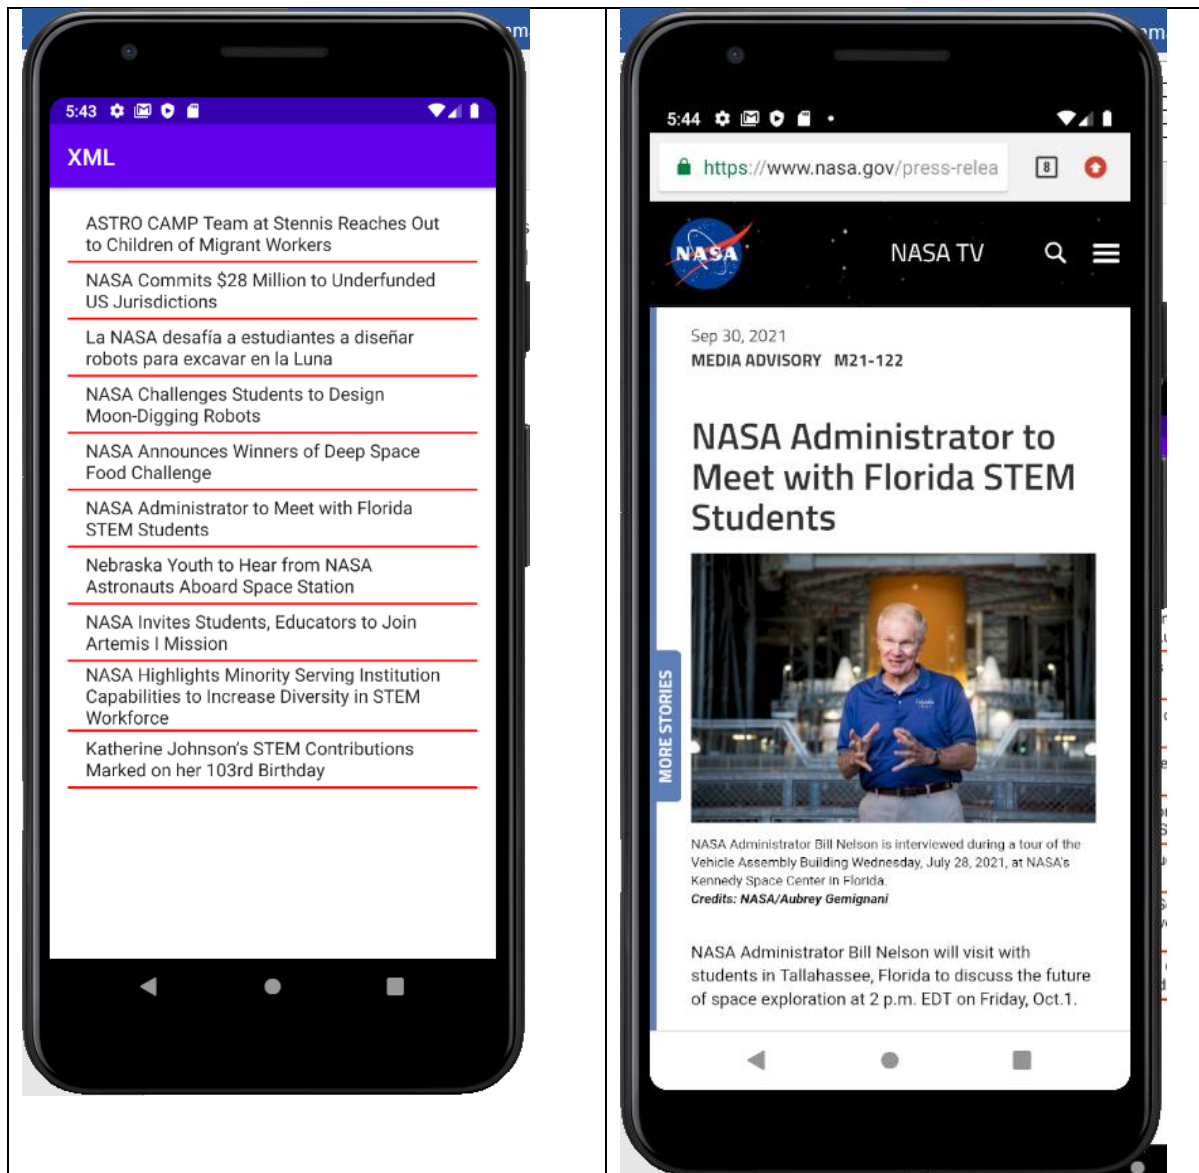 5:43
XML
ASTRO CAMP Team at Stennis Reaches Out
to Children of Migrant Workers
NASA Commits $28 Million to Underfunded
US Jurisdictions
La NASA desafía a estudiantes a diseñar
robots para excavar en la Luna
NASA Challenges Students to Design
Moon-Digging Robots
NASA Announces Winners of Deep Space
Food Challenge
NASA Administrator to Meet with Florida
STEM Students
Nebraska Youth to Hear from NASA
Astronauts Aboard Space Station
NASA Invites Students, Educators to Join
Artemis I Mission
NASA Highlights Minority Serving Institution
Capabilities to Increase Diversity in STEM
Workforce
Katherine Johnson's STEM Contributions
Marked on her 103rd Birthday
5:44
https://www.nasa.gov/press-relea
8
NASA
NASA TV
Sep 30, 2021
MEDIA ADVISORY M21-122
NASA Administrator to
Meet with Florida STEM
Students
MORE STORIES
NASA Administrator Bill Nelson is interviewed during a tour of the
Vehicle Assembly Building Wednesday, July 28, 2021, at NASA's
Kennedy Space Center in Florida.
Credits: NASA/Aubrey Gemignani
NASA Administrator Bill Nelson will visit with
students in Tallahassee, Florida to discuss the future
of space exploration at 2 p.m. EDT on Friday, Oct.1.